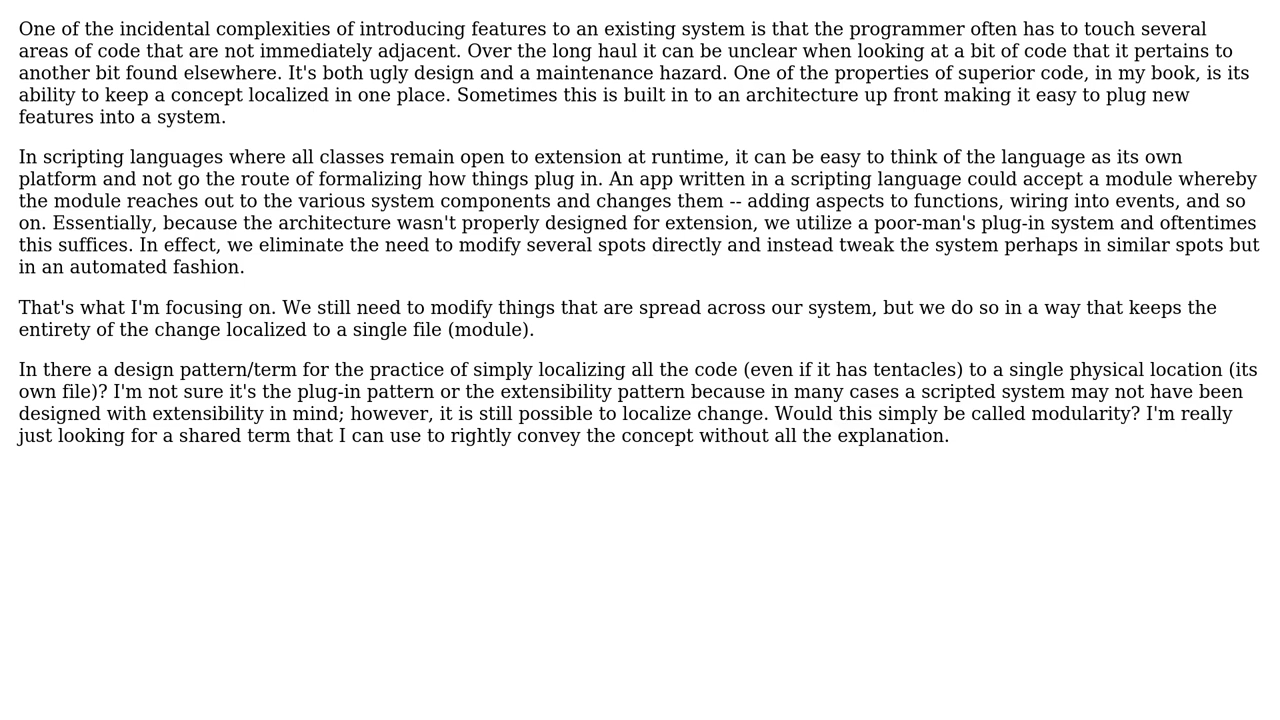 One of the incidental complexities of introducing features to an existing system is that the programmer often has to touch several
areas of code that are not immediately adjacent. Over the long haul it can be unclear when looking at a bit of code that it pertains to
another bit found elsewhere. It's both ugly design and a maintenance hazard. One of the properties of superior code, in my book, is its
ability to keep a concept localized in one place. Sometimes this is built in to an architecture up front making it easy to plug new
features into a system.
In scripting languages where all classes remain open to extension at runtime, it can be easy to think of the language as its own
platform and not go the route of formalizing how things plug in. An app written in a scripting language could accept a module whereby
the module reaches out to the various system components and changes them -- adding aspects to functions, wiring into events, and so
on. Essentially, because the architecture wasn't properly designed for extension, we utilize a poor-man's plug-in system and oftentimes
this suffices. In effect, we eliminate the need to modify several spots directly and instead tweak the system perhaps in similar spots but
in an automated fashion.
That's what I'm focusing on. We still need to modify things that are spread across our system, but we do so in a way that keeps the
entirety of the change localized to a single file (module).
In there a design pattern/term for the practice of simply localizing all the code (even if it has tentacles) to a single physical location (its
own file)? I'm not sure it's the plug-in pattern or the extensibility pattern because in many cases a scripted system may not have been
designed with extensibility in mind; however, it is still possible to localize change. Would this simply be called modularity? I'm really
just looking for a shared term that I can use to rightly convey the concept without all the explanation.